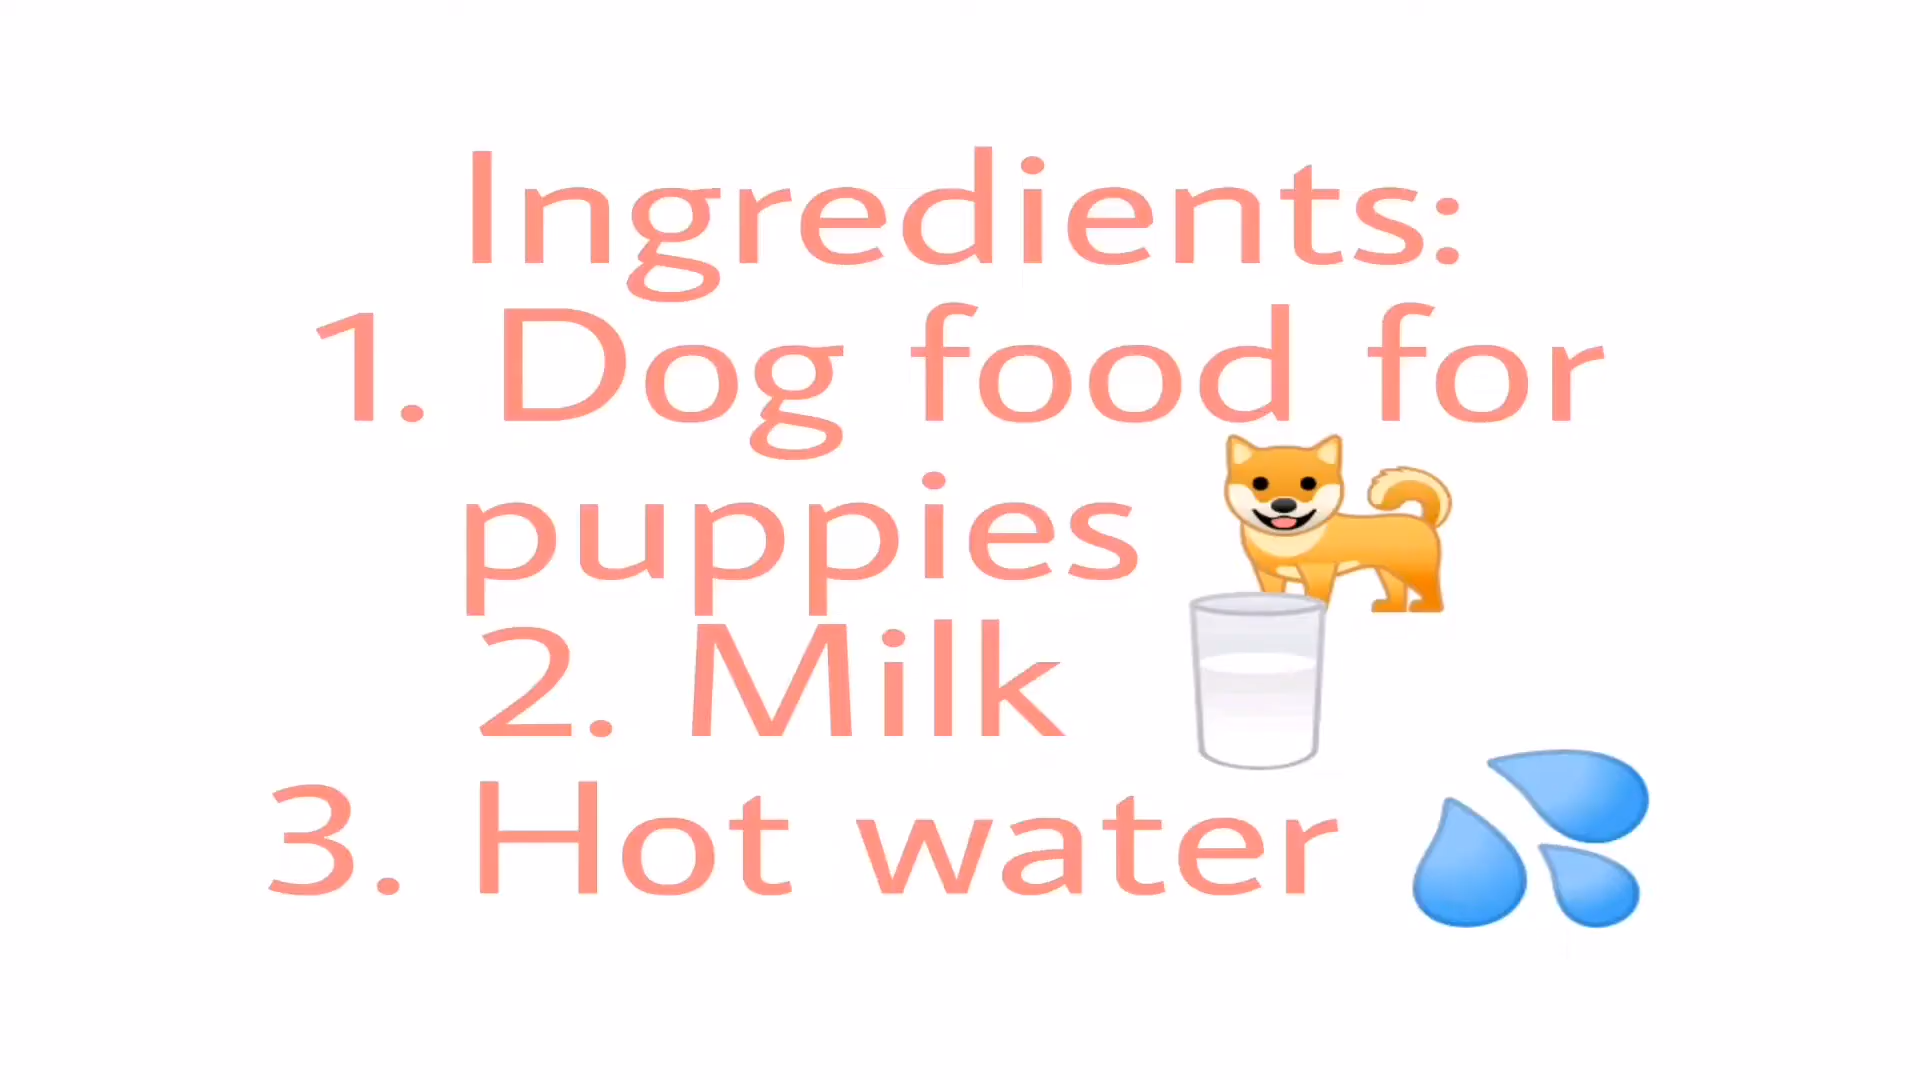 Ingredients:
1. Dog food for
puppies 🐕
2. Milk 🥛
3. Hot water 💦